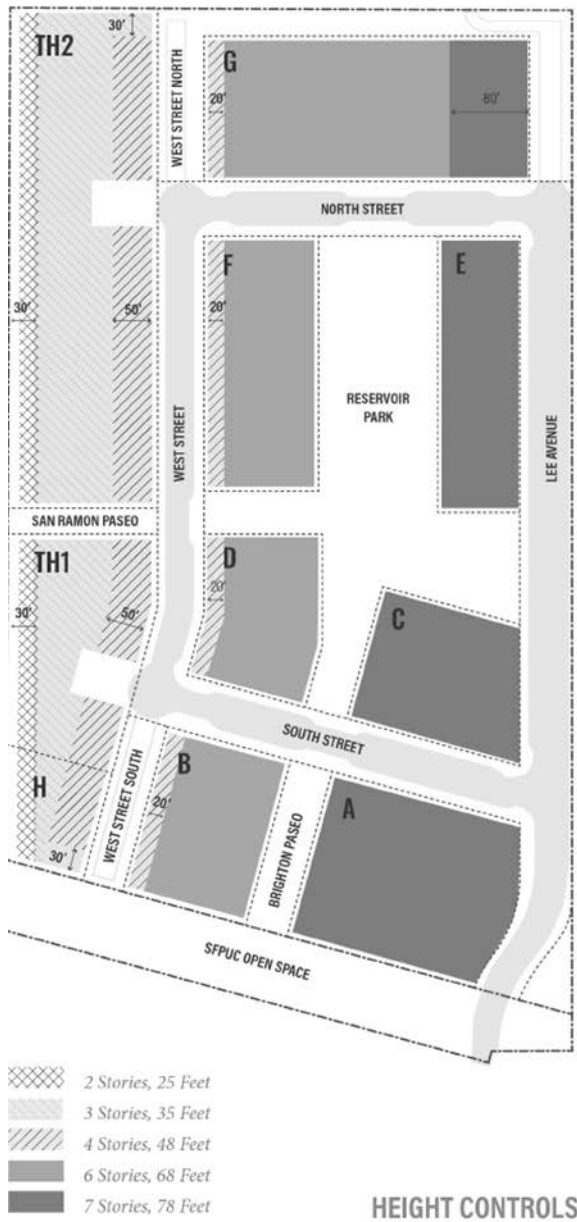 30'
TH2
30'
WEST STREET NORTH
G
20'
80'
NORTH STREET
F
E
30'
50'
20'
WEST STREET
RESERVOIR
PARK
LEE AVENUE
SAN RAMON PASEO
TH1
D
20'
30'
50'
C
SOUTH STREET
H
WEST STREET SOUTH
B
20'
BRIGHTON PASEO
A
30'
SFPUC OPEN SPACE
2 Stories, 25 Feet
3 Stories, 35 Feet
4 Stories, 48 Feet
6 Stories, 68 Feet
7 Stories, 78 Feet
HEIGHT CONTROLS